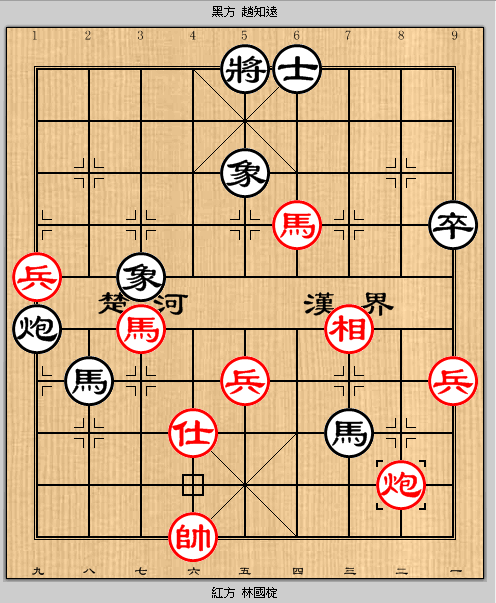 黑方 趙知遠
1 2 3 4 5 6 7 8 9
將 士
象
馬 卒
兵 象
楚 河 漢 界
炮 馬 相
馬 兵 兵
仕 馬
炮
帥
九 八 七 六 五 四 三 二 一
紅方 林國椗